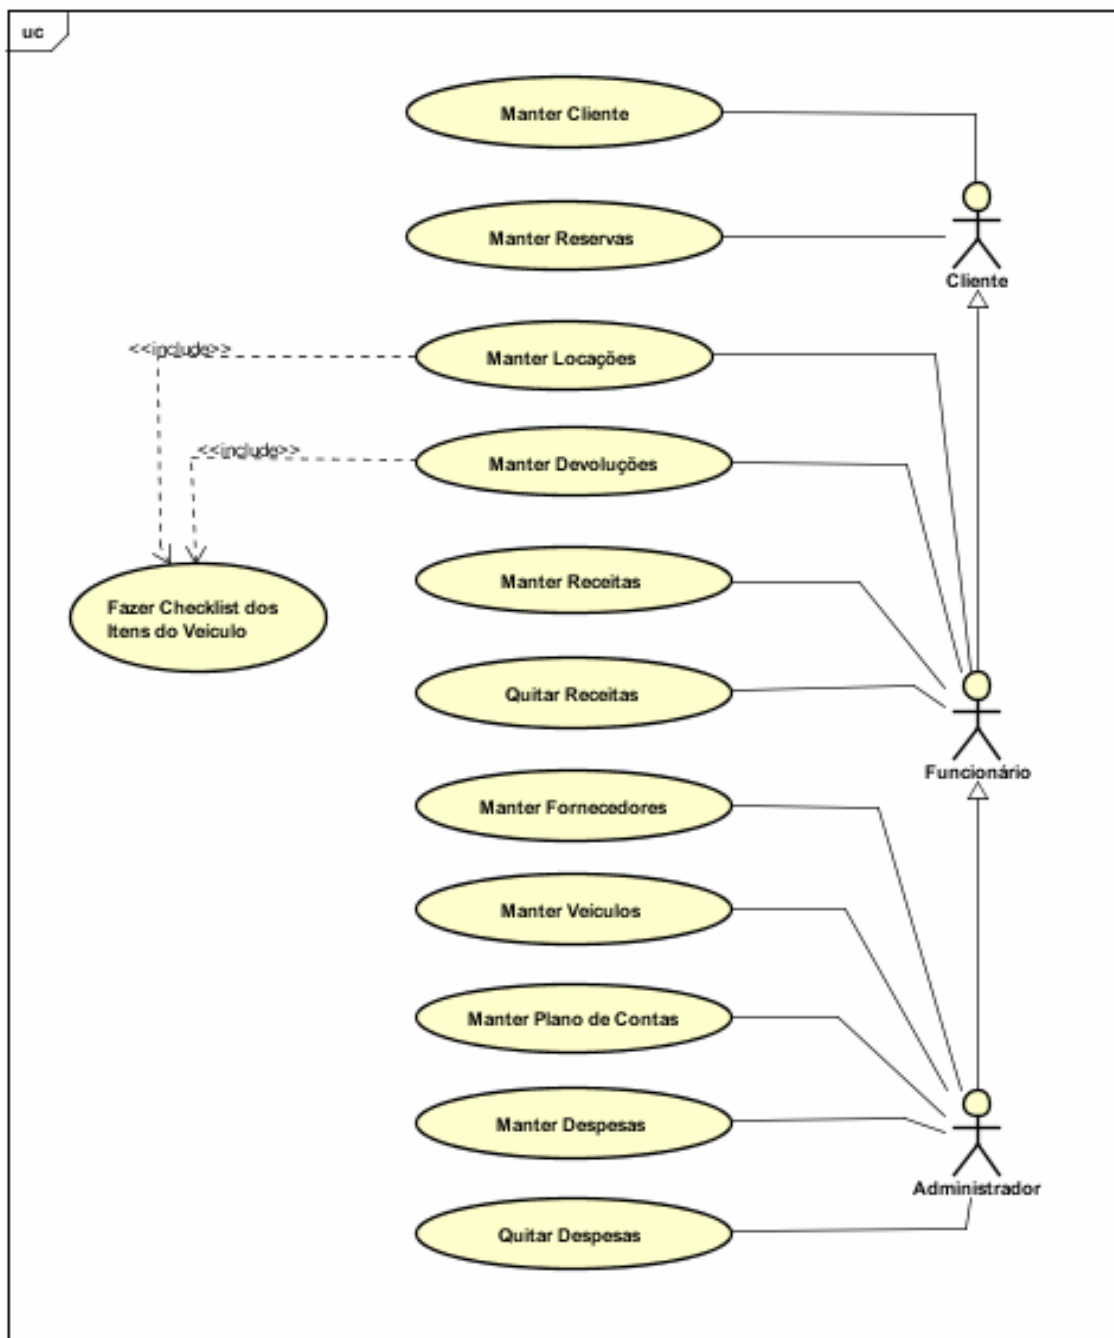 uc
Manter Cliente
Manter Reservas
Cliente
<<include>>
Manter Locações
<<include>>
Manter Devoluções
Manter Receitas
Fazer Checklist dos
Itens do Veiculo
Quitar Receitas
Funcionário
Manter Fornecedores
Manter Veiculos
Manter Plano de Contas
Manter Despesas
Administrador
Quitar Despesas